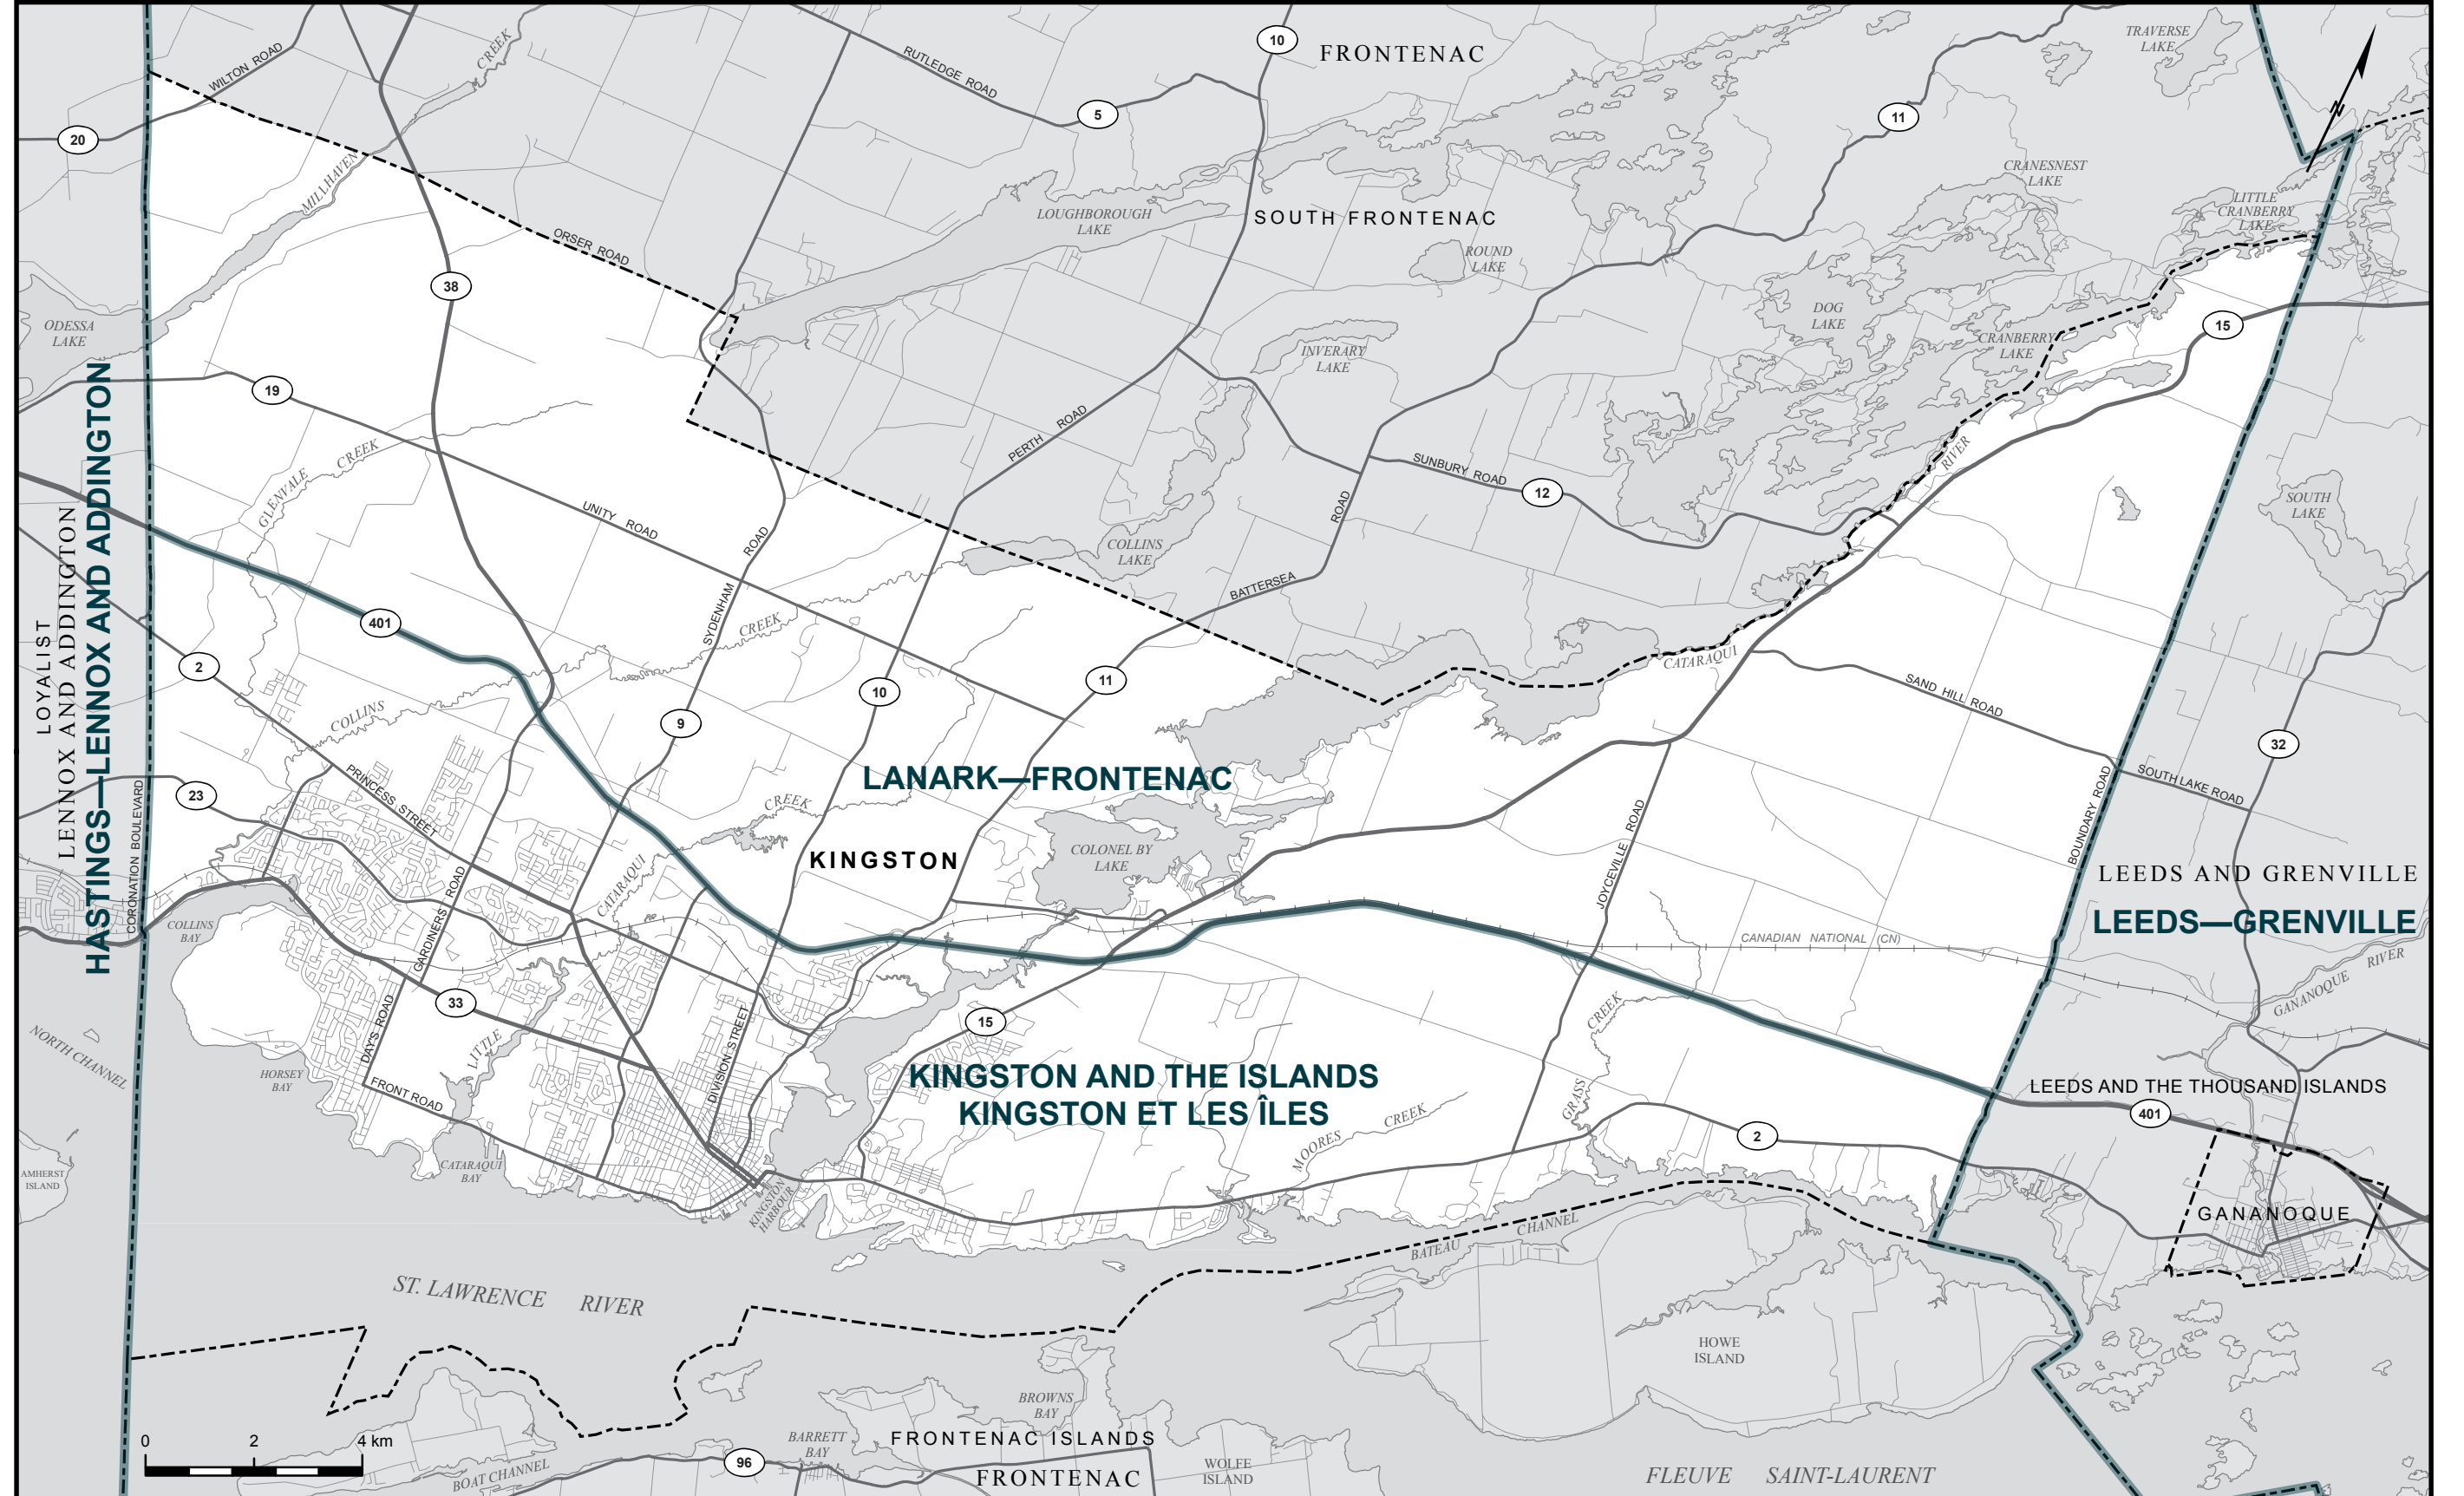 10
FRONTENAC
TRAVERSE
LAKE
WILTON ROAD
CREEK
RUTLEDGE ROAD
5
11
N
20
MILLHAVEN
CRANESNEST
LAKE
LOUGHBOROUGH
LAKE
SOUTH FRONTENAC
LITTLE
CRANBERRY
LAKE
ORSER ROAD
ROUND
LAKE
38
ODESSA
LAKE
DOG
LAKE
15
CRANBERRY
LAKE
INVERARY
LAKE
19
PERTH ROAD
GLENVALE CREEK
RIVER
SUNBURY ROAD
12
SOUTH
LAKE
UNITY ROAD
ROAD
COLLINS
LAKE
BATTERSEA
ROAD
SYDENHAM
CREEK
401
2
CATARAQUI
11
10
SAND HILL ROAD
COLLINS
9
32
LOYALIST
LENNOX AND ADDINGTON
HASTINGS—LENNOX AND ADDINGTON
LANARK—FRONTENAC
SOUTH LAKE ROAD
23
PRINCESS STREET
CREEK
CORONATION BOULEVARD
BOUNDARY ROAD
JOYCEVILLE ROAD
KINGSTON
COLONEL BY
LAKE
LEEDS AND GRENVILLE
LEEDS—GRENVILLE
CATARAQUI
GARDINERS ROAD
COLLINS
BAY
CANADIAN NATIONAL (CN)
GANANOQUE RIVER
33
15
CREEK
GRASS
DAYS ROAD
LITTLE
DIVISION STREET
NORTH CHANNEL
HORSEY
BAY
FRONT ROAD
KINGSTON AND THE ISLANDS
KINGSTON ET LES ÎLES
LEEDS AND THE THOUSAND ISLANDS
401
MOORES CREEK
2
AMHERST
ISLAND
CATARAQUI
BAY
KINGSTON
HARBOUR
GANANOQUE
BATEAU CHANNEL
ST. LAWRENCE RIVER
HOWE
ISLAND
BROWNS
BAY
0 2 4 km
BARRETT
BAY
FRONTENAC ISLANDS
96
BOAT CHANNEL
WOLFE
ISLAND
FRONTENAC
FLEUVE SAINT-LAURENT